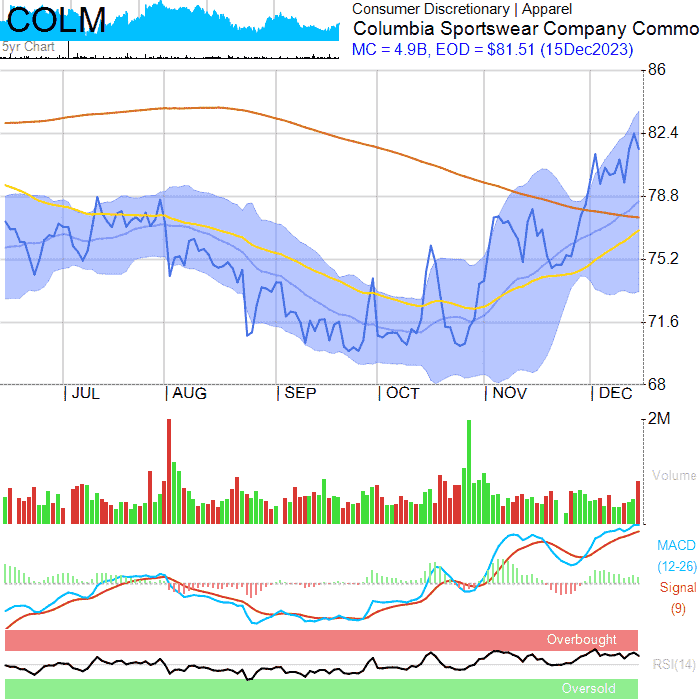 COLM
5yr Chart
Consumer Discretionary | Apparel
Columbia Sportswear Company Commo
MC = 4.9B, EOD = $81.51 (15Dec2023)
86
82.4
78.8
75.2
71.6
68
| JUL | AUG | SEP | OCT | NOV | DEC
2M
Volume
MACD
(12-26)
Signal
(9)
Overbought
RSI(14)
Oversold